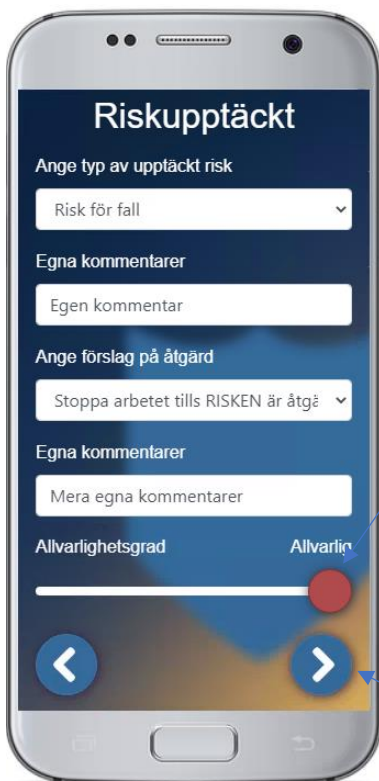 Riskupptäckt
Ange typ av upptäckt risk
Risk för fall
Egna kommentarer
Egen kommentar
Ange förslag på åtgärd
Stoppa arbetet tills RISKEN är åtgä
Egna kommentarer
Mera egna kommentarer
Allvarlighetsgrad Allvarlig